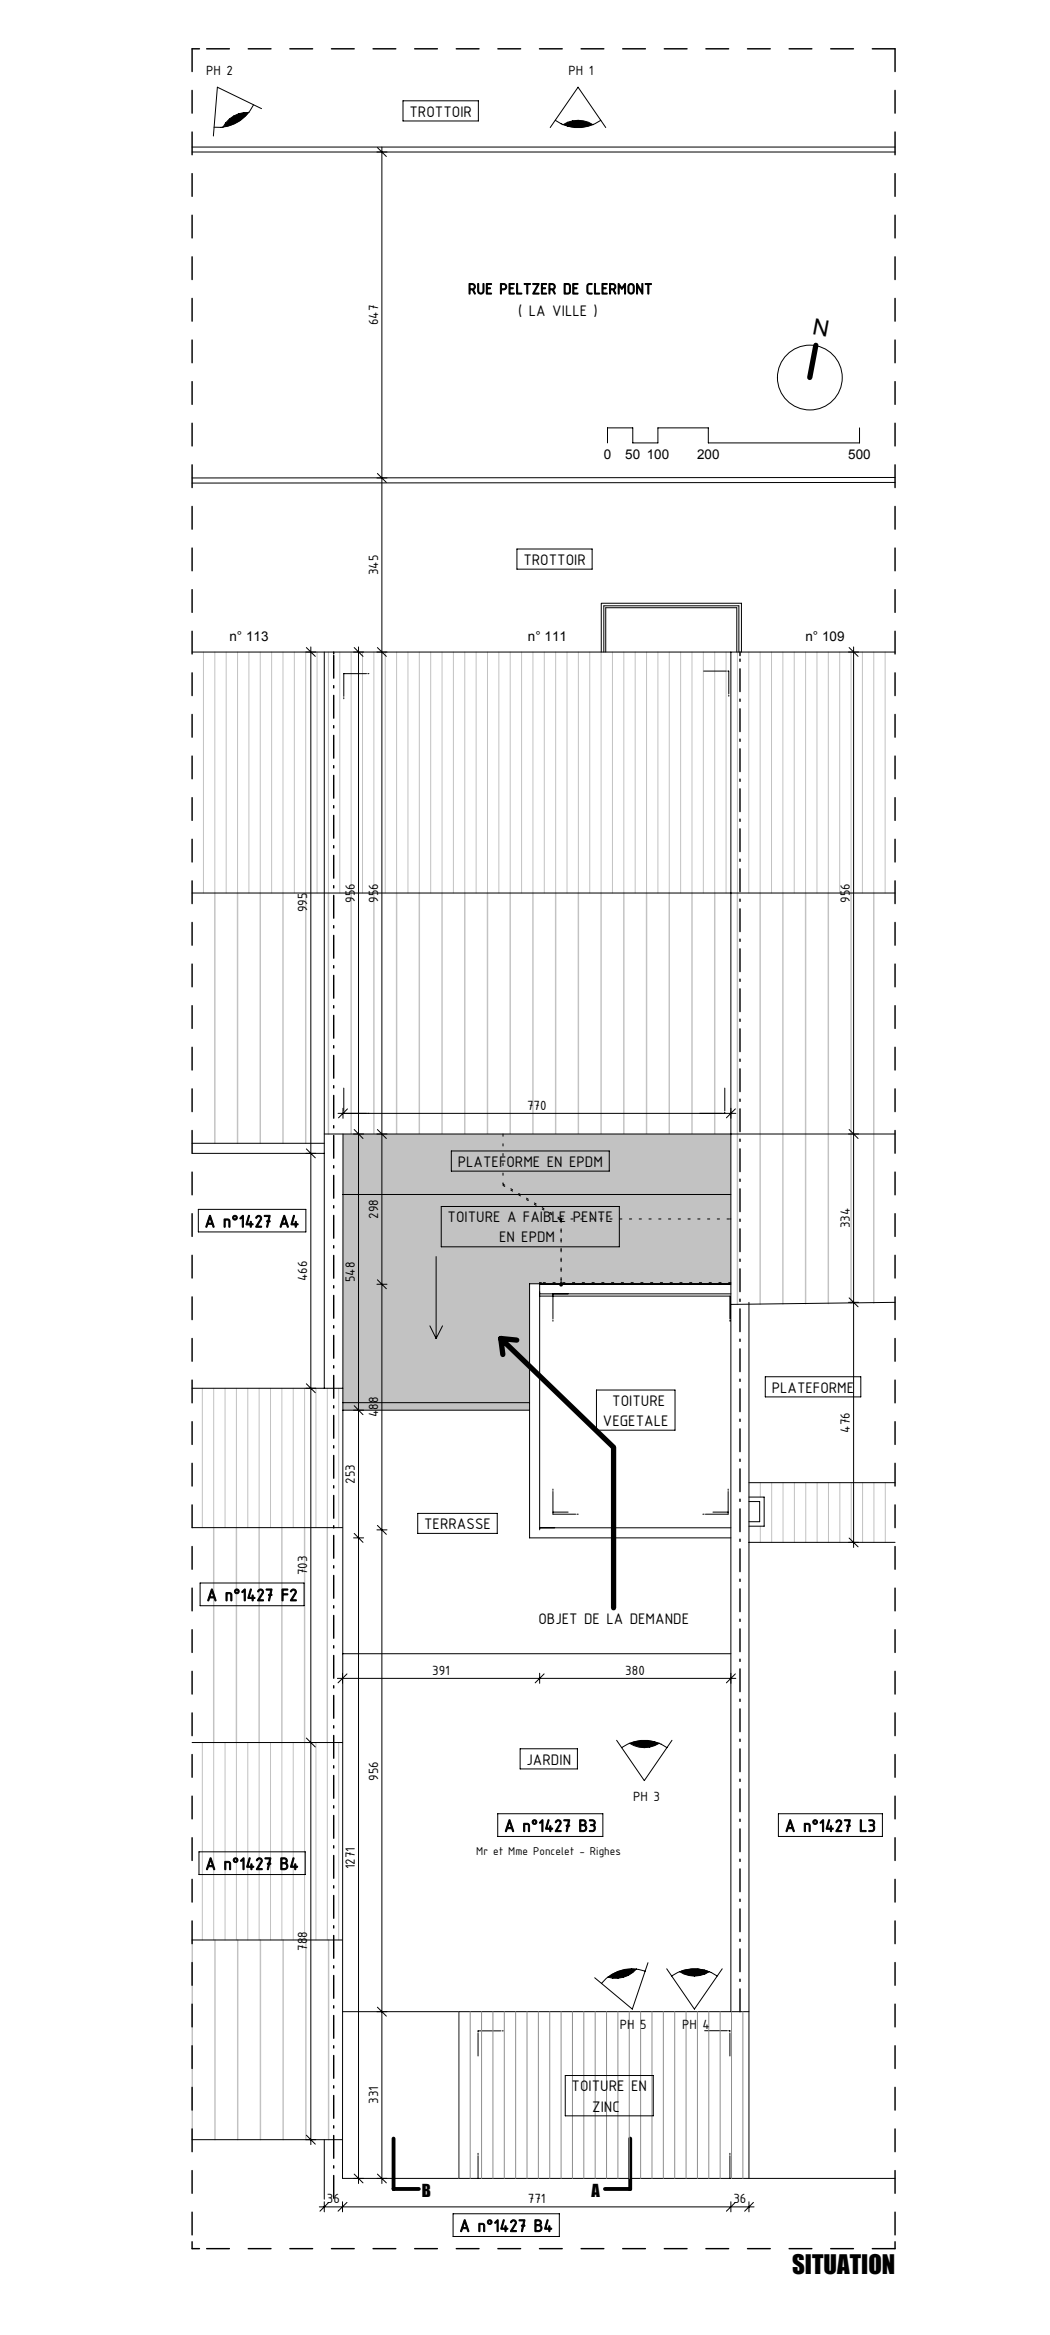 PH 2
PH 1
TROTTOIR
647
RUE PELTZER DE CLERMONT
( LA VILLE )
N
0 50 100 200 500
345
TROTTOIR
n° 113
n° 111
n° 109
995
956
956
956
770
PLATEFORME EN EPDM
298
TOITURE A FAIBLE PENTE
EN EPDM
A n°1427 A4
334
466
548
TOITURE
VEGETALE
PLATEFORME
488
476
253
TERRASSE
703
A n°1427 F2
OBJET DE LA DEMANDE
391
380
JARDIN
956
PH 3
A n°1427 B3
A n°1427 L3
Mr et Mme Poncelet - Righes
A n°1427 B4
1271
788
PH 5
PH 4
TOITURE EN
ZINC
331
B
A
36
771
36
A n°1427 B4
SITUATION